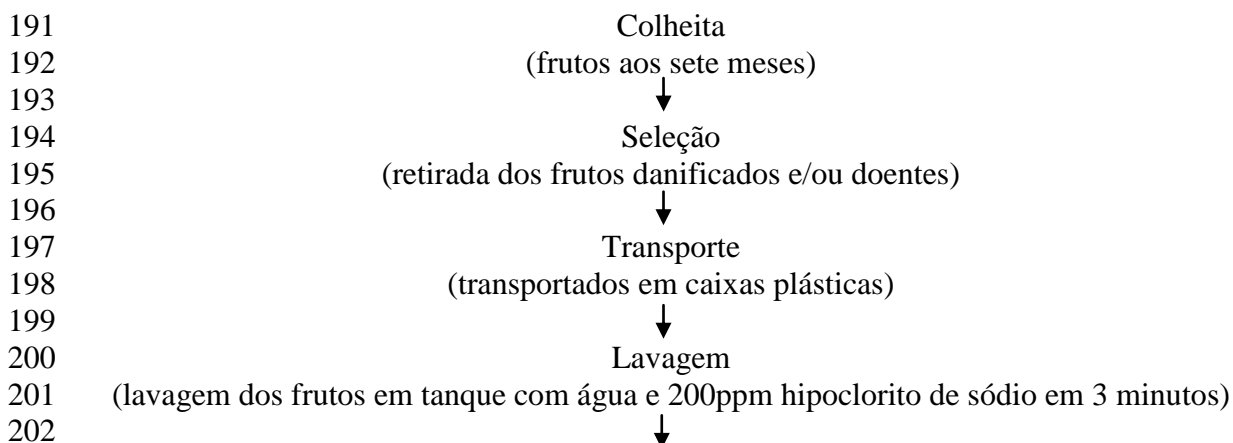 191 Colheita
192 (frutos aos sete meses)
193
194 Seleção
195 (retirada dos frutos danificados e/ou doentes)
196
197 Transporte
198 (transportados em caixas plásticas)
199
200 Lavagem
201 (lavagem dos frutos em tanque com água e 200ppm hipoclorito de sódio em 3 minutos)
202